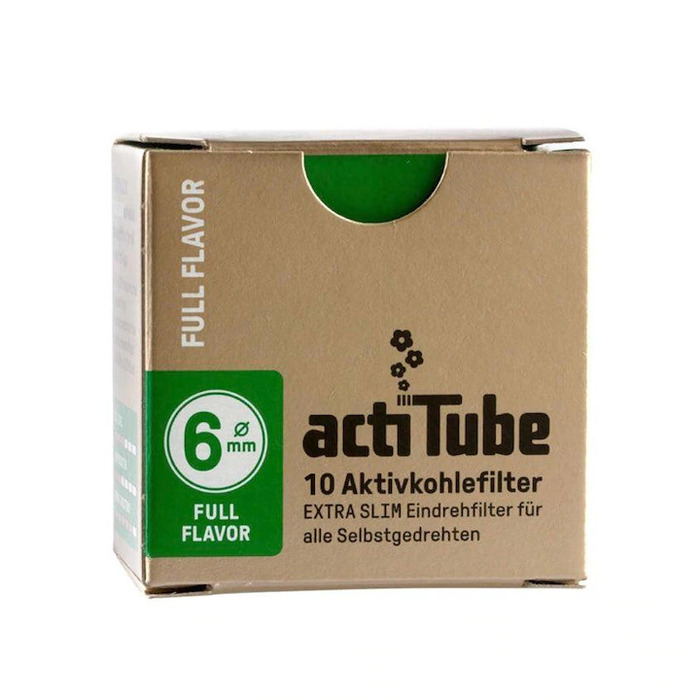 FULL FLAVOR
6 ø
mm
FULL
FLAVOR
actiTube
10 Aktivkohlefilter
EXTRA SLIM Eindrehfilter für
alle Selbstgedrehten